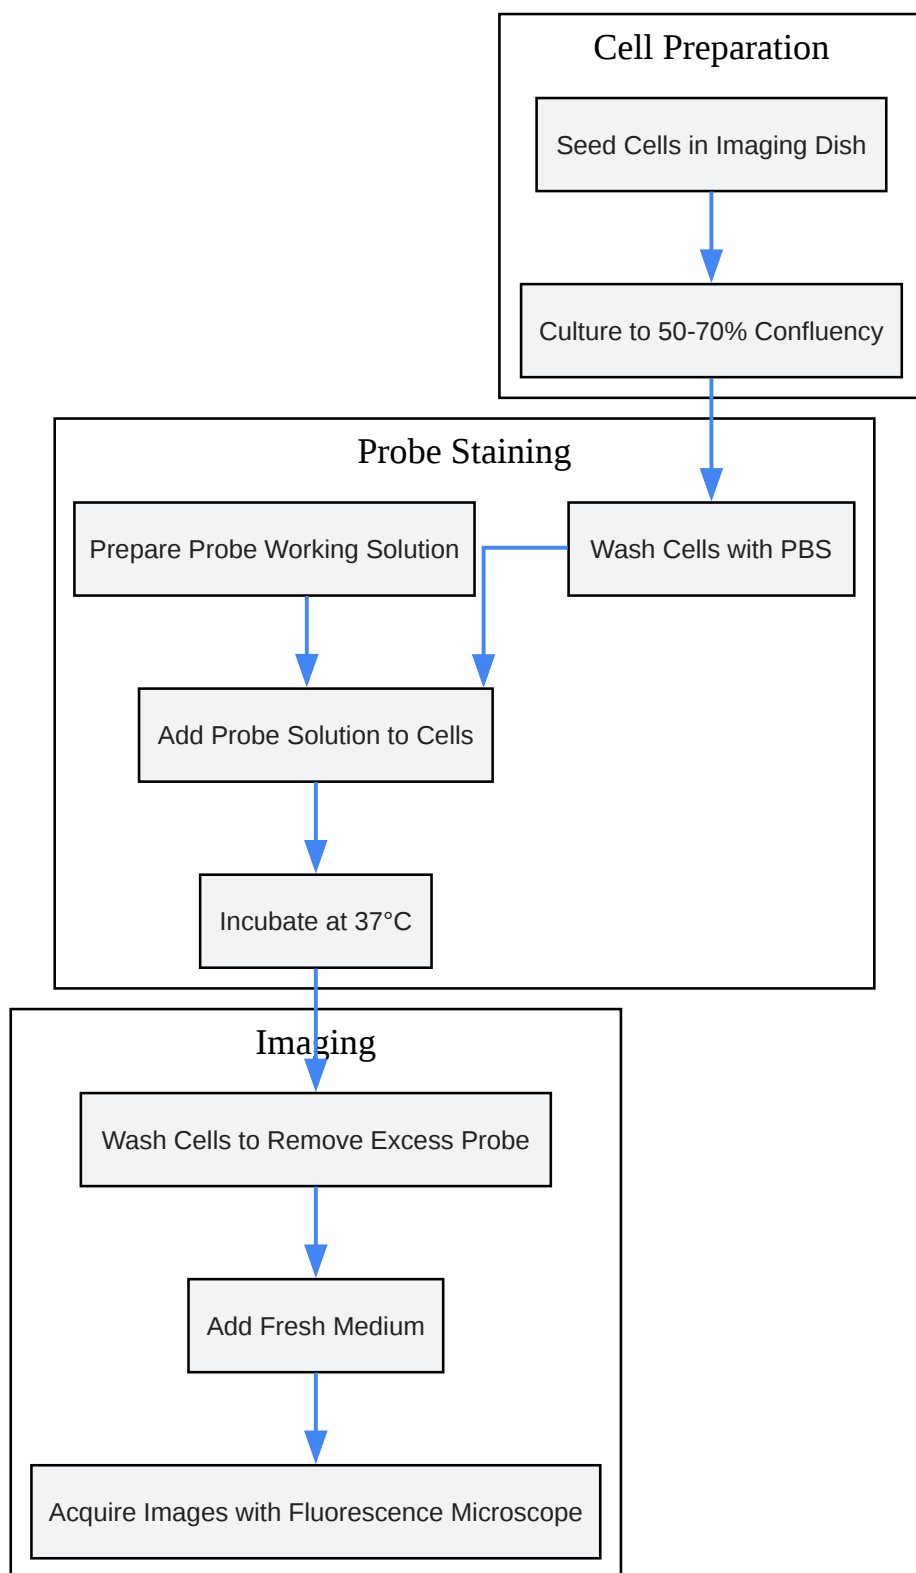 Cell Preparation
Seed Cells in Imaging Dish
Culture to 50-70% Confluency
Probe Staining
Prepare Probe Working Solution
Wash Cells with PBS
Add Probe Solution to Cells
Incubate at 37°C
Imaging
Wash Cells to Remove Excess Probe
Add Fresh Medium
Acquire Images with Fluorescence Microscope